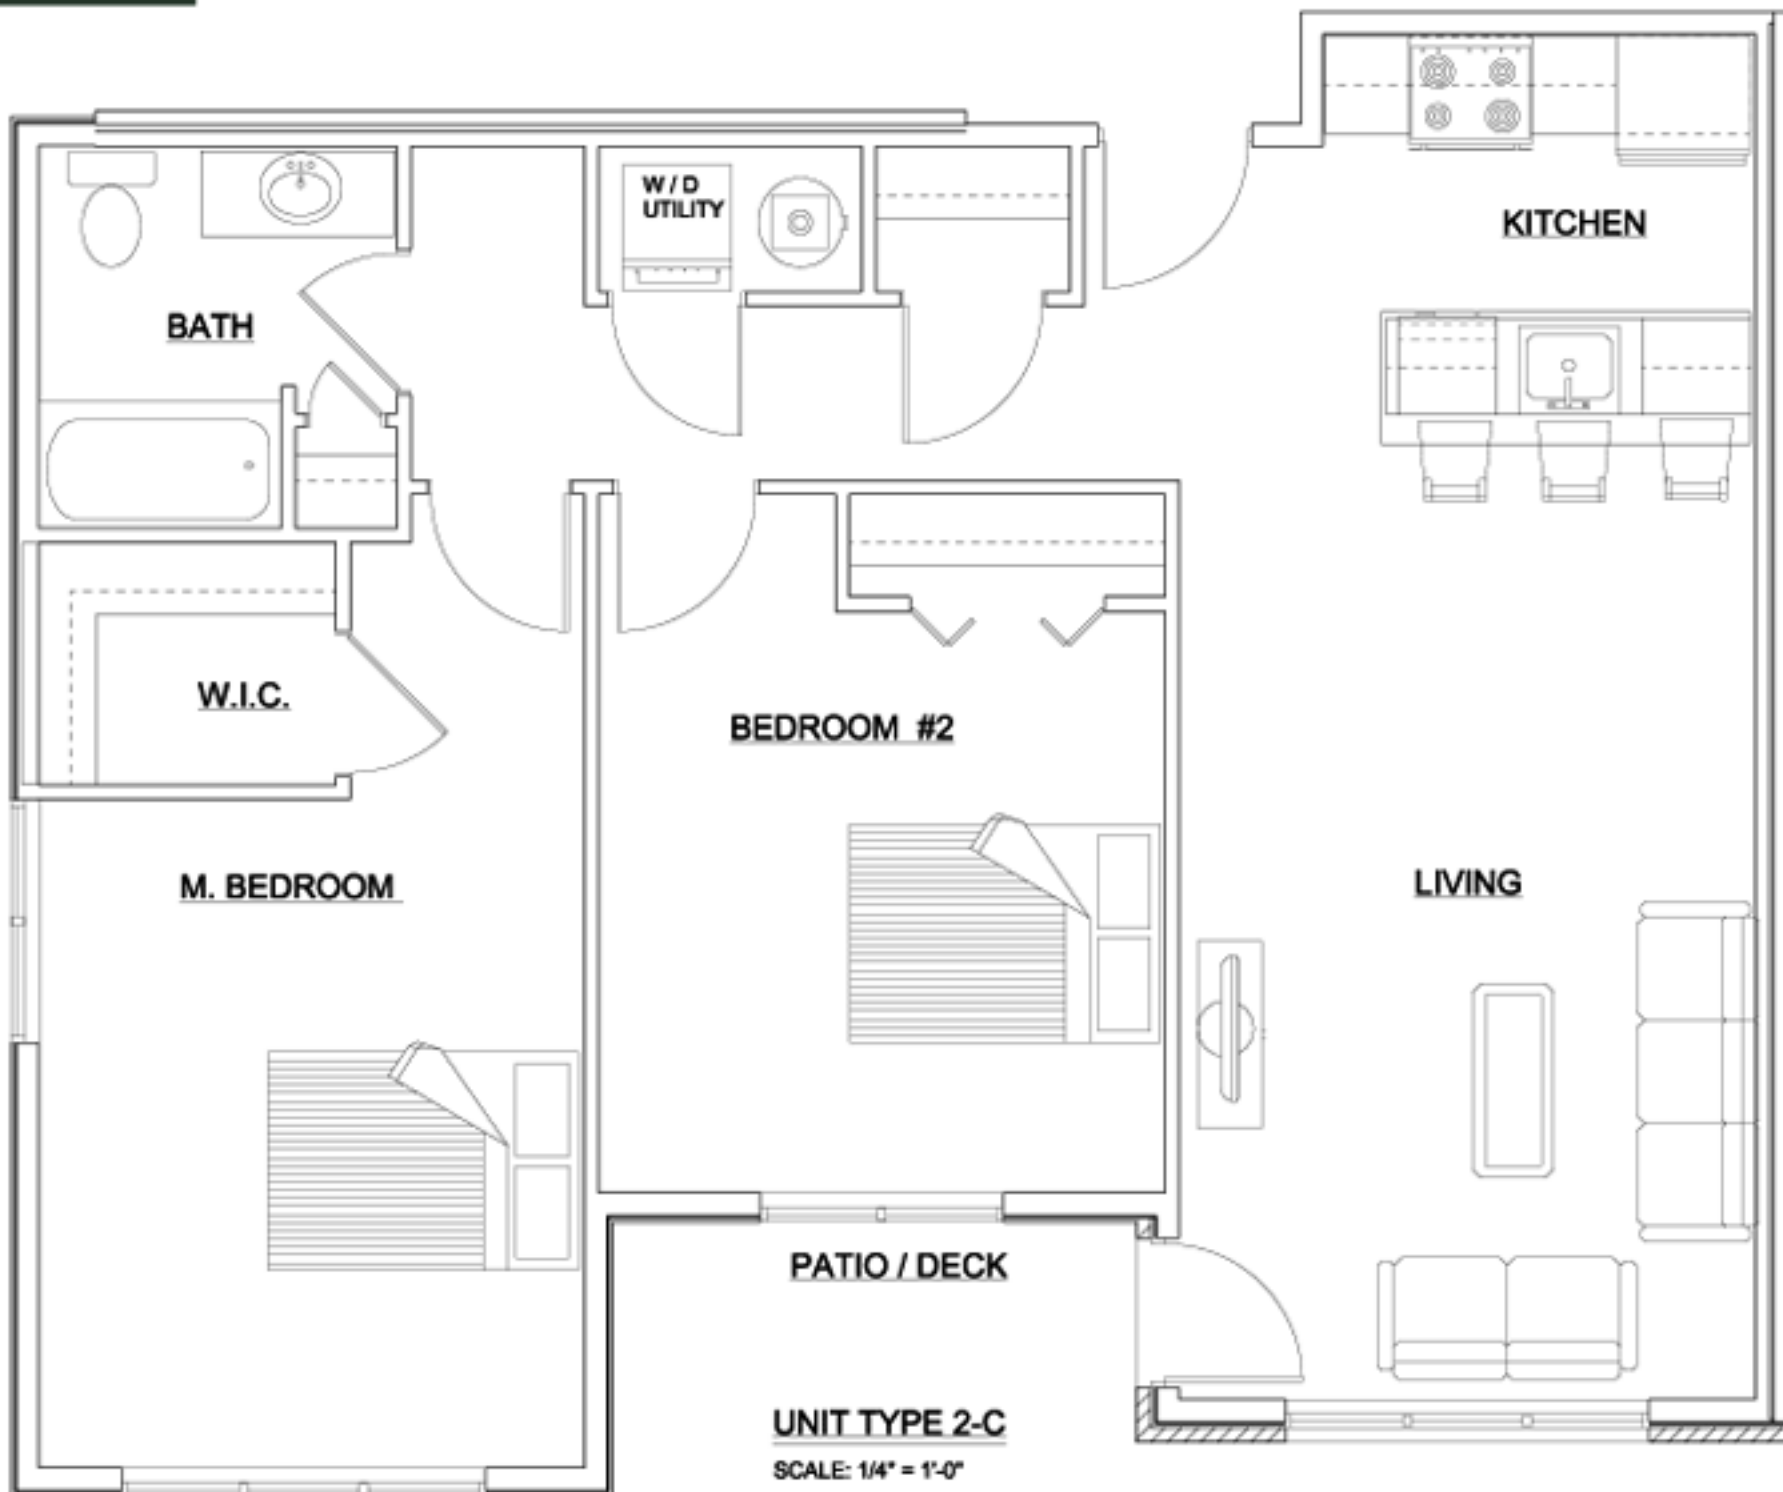 W / D
UTILITY
KITCHEN
BATH
W.I.C.
BEDROOM #2
M. BEDROOM
LIVING
PATIO / DECK
UNIT TYPE 2-C
SCALE: 1/4" = 1'-0"